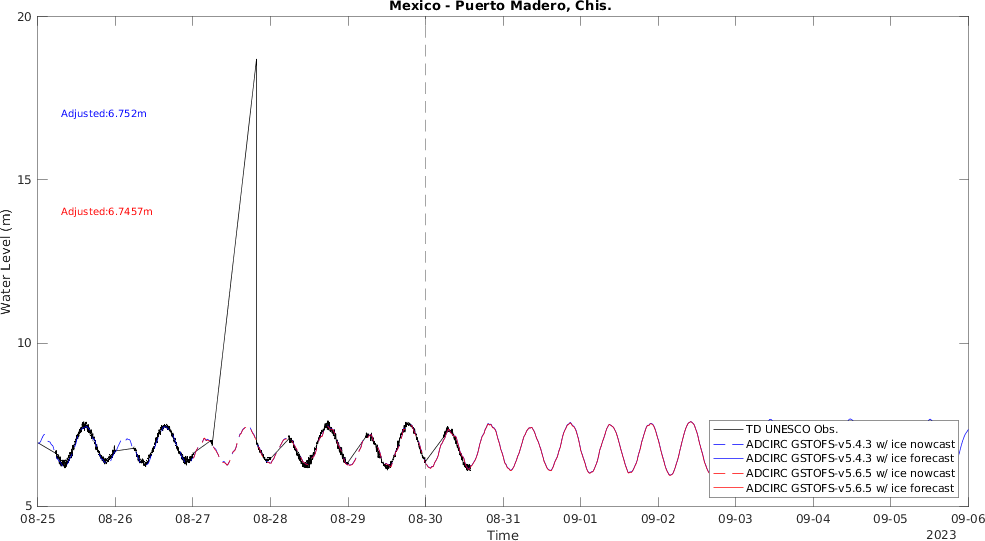 Mexico - Puerto Madero, Chis.
20
Adjusted:6.752m
15
Adjusted:6.7457m
Water Level (m)
10
TD UNESCO Obs.
ADCIRC GSTOFS-v5.4.3 w/ ice nowcast
ADCIRC GSTOFS-v5.4.3 w/ ice forecast
ADCIRC GSTOFS-v5.6.5 w/ ice nowcast
ADCIRC GSTOFS-v5.6.5 w/ ice forecast
5
08-25 08-26 08-27 08-28 08-29 08-30 08-31 09-01 09-02 09-03 09-04 09-05 09-06
Time
2023